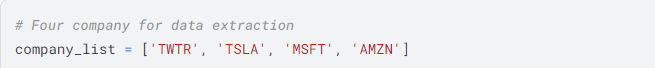 # Four company for data extraction
company_list = ['TWTR', 'TSLA', 'MSFT', 'AMZN']